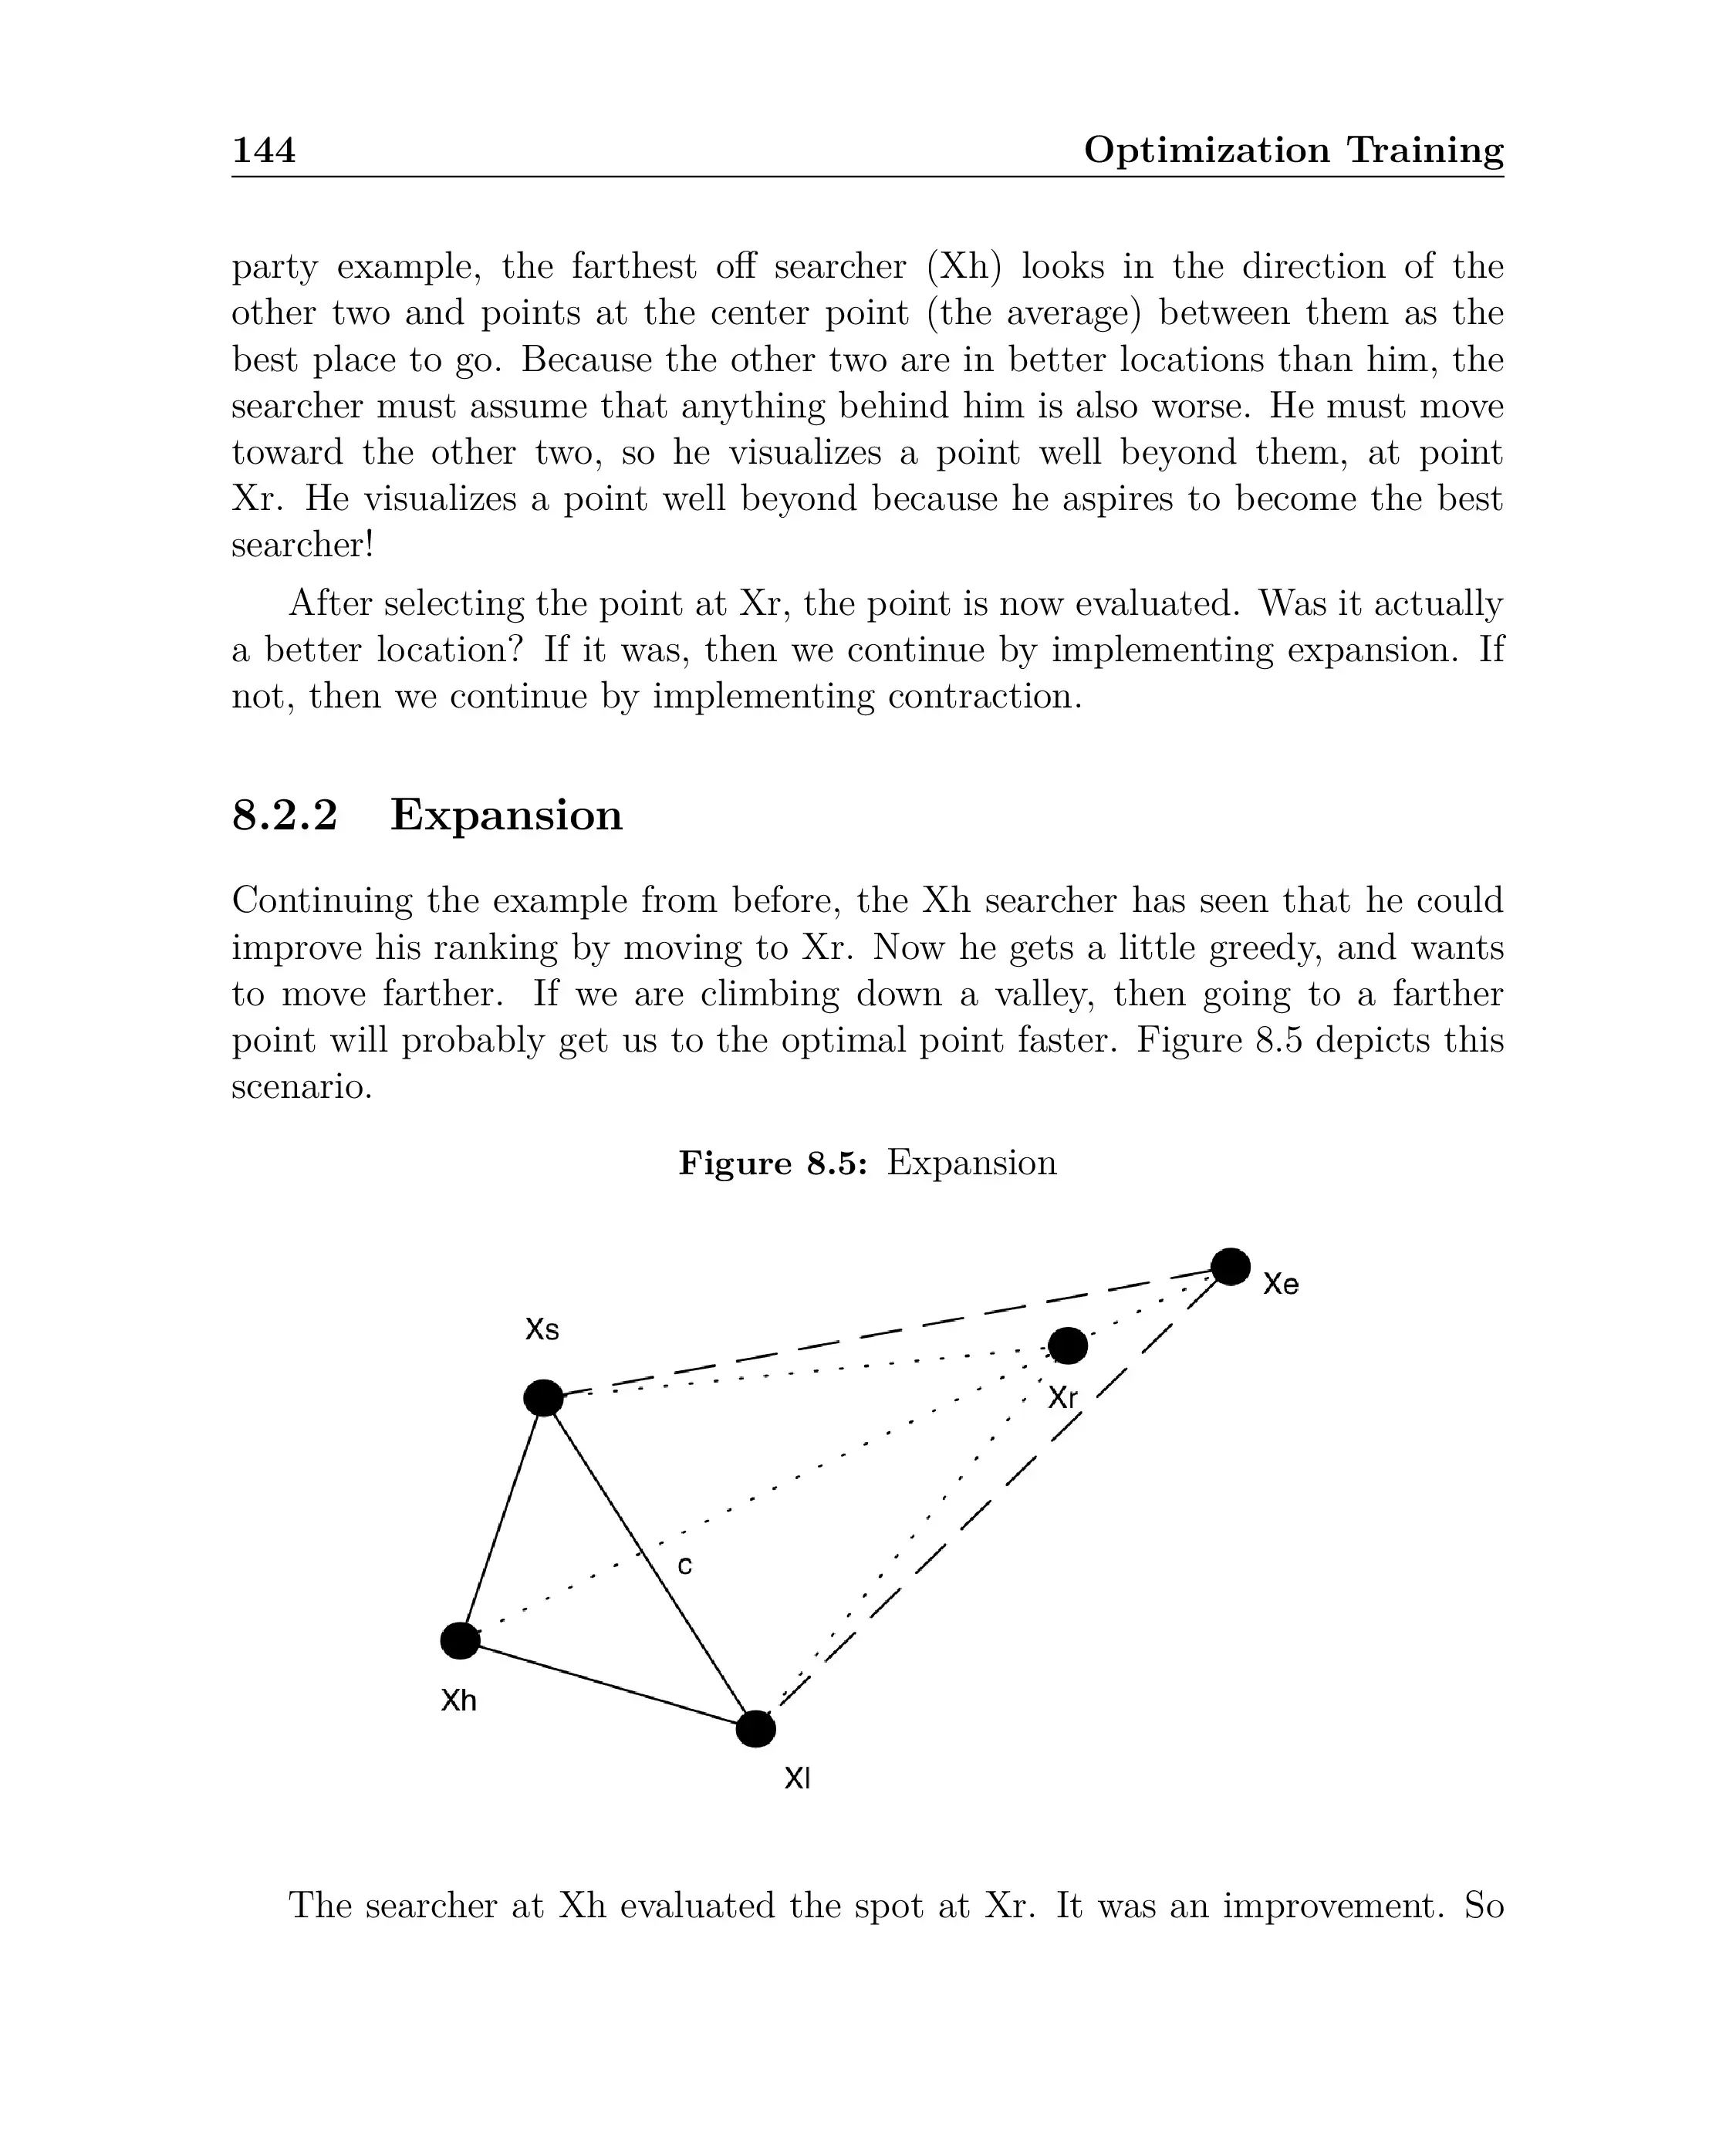 144 Optimization Training
party example, the farthest off searcher (Xh) looks in the direction of the
other two and points at the center point (the average) between them as the
best place to go. Because the other two are in better locations than him, the
searcher must assume that anything behind him is also worse. He must move
toward the other two, so he visualizes a point well beyond them, at point
Xr. He visualizes a point well beyond because he aspires to become the best
searcher!
After selecting the point at Xr, the point is now evaluated. Was it actually
a better location? If it was, then we continue by implementing expansion. If
not, then we continue by implementing contraction.
8.2.2 Expansion
Continuing the example from before, the Xh searcher has seen that he could
improve his ranking by moving to Xr. Now he gets a little greedy, and wants
to move farther. If we are climbing down a valley, then going to a farther
point will probably get us to the optimal point faster. Figure 8.5 depicts this
scenario.
Figure 8.5: Expansion
Xe
Xs
Xr
c
Xh
Xl
The searcher at Xh evaluated the spot at Xr. It was an improvement. So